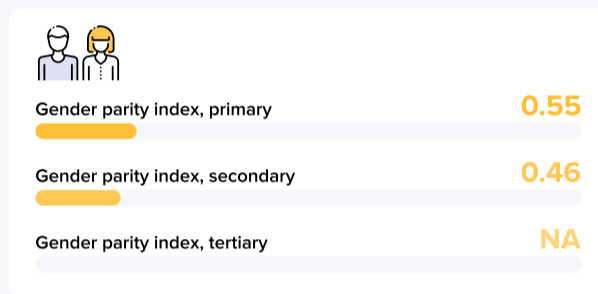 Gender parity index, primary 0.55
Gender parity index, secondary 0.46
Gender parity index, tertiary NA